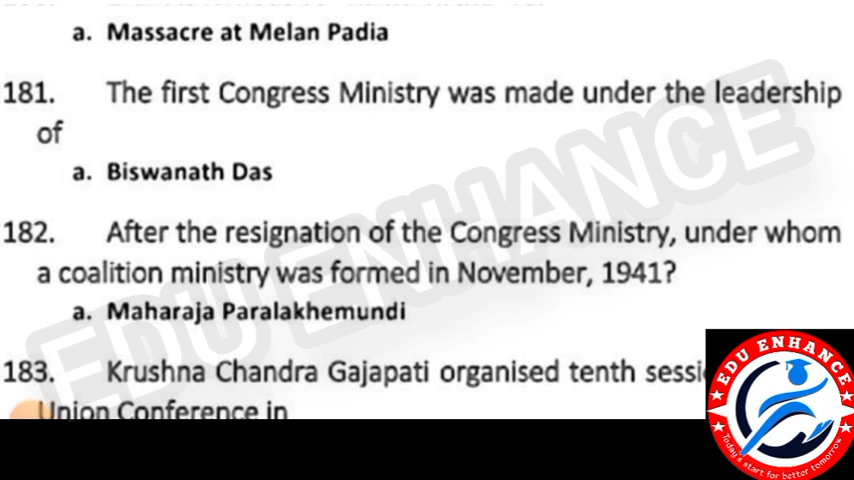 a. Massacre at Melan Padia
181. The first Congress Ministry was made under the leadership
of
a. Biswanath Das
182. After the resignation of the Congress Ministry, under whom
a coalition ministry was formed in November, 1941?
a. Maharaja Paralakhemundi
183. Krushna Chandra Gajapati organised tenth
Union Conference in
EDU ENHANCE
EDU ENHANCE
Today's start for better tomorrow